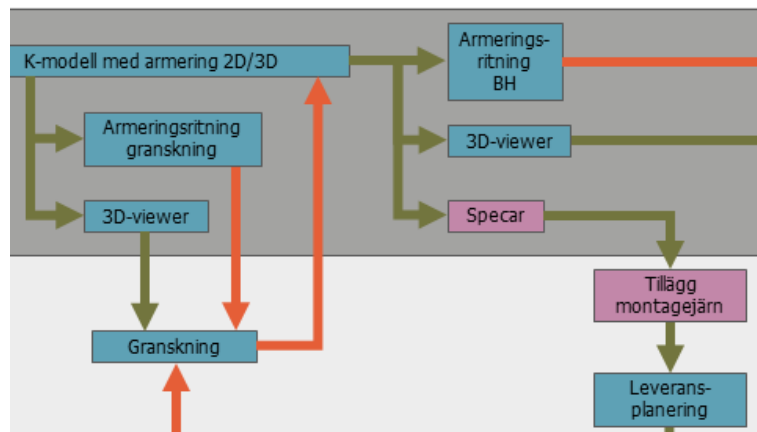 K-modell med armering 2D/3D
Armerings-
ritning
BH
Armeringsritning
granskning
3D-viewer
3D-viewer
Specar
Tillägg
montagejärn
Granskning
Leverans-
planering